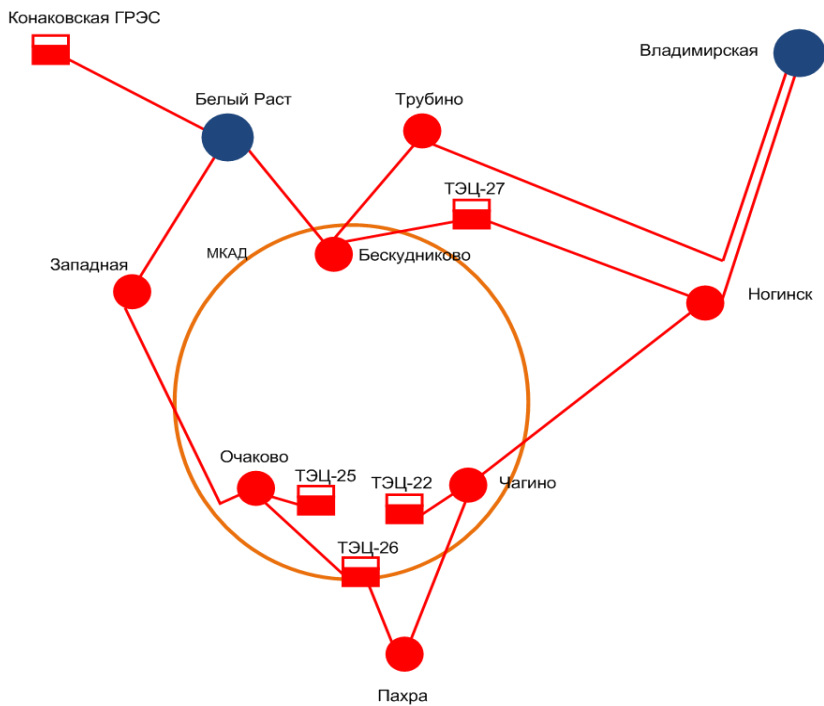 Конаковская ГРЭС
Владимирская
Белый Раст
Трубино
ТЭЦ-27
МКАД
Бескудниково
Западная
Ногинск
Очаково
ТЭЦ-25
ТЭЦ-22
Чагино
ТЭЦ-26
Пахра